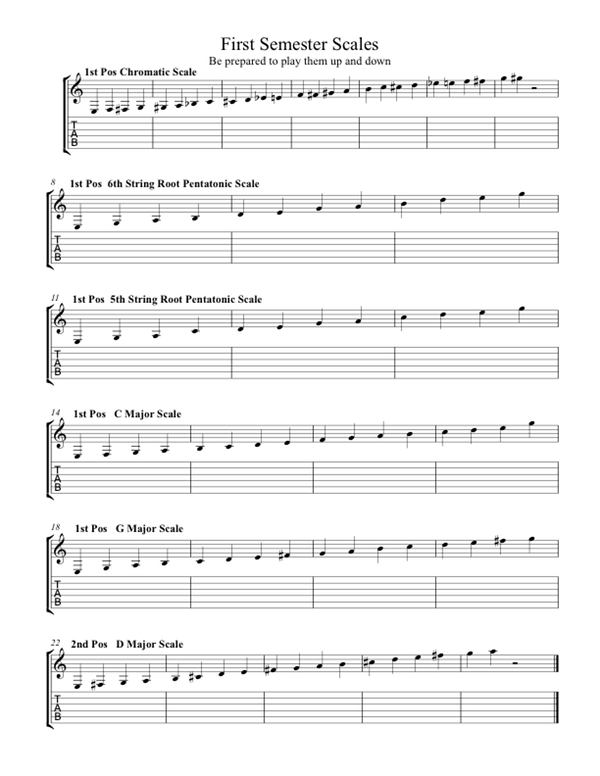 First Semester Scales
Be prepared to play them up and down
1st Pos Chromatic Scale
T
A
B
8
1st Pos 6th String Root Pentatonic Scale
T
A
B
11
1st Pos 5th String Root Pentatonic Scale
T
A
B
14
1st Pos C Major Scale
T
A
B
18
1st Pos G Major Scale
T
A
B
22
2nd Pos D Major Scale
T
A
B